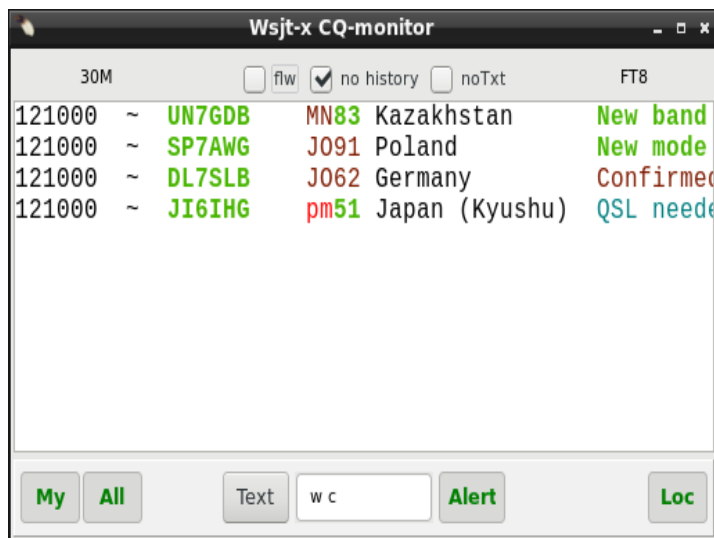 Wsjt-x CQ-monitor
30M flw no history noTxt FT8
121000 ~ UN7GDB MN83 Kazakhstan New band
121000 ~ SP7AWG JO91 Poland New mode
121000 ~ DL7SLB JO62 Germany Confirmed
121000 ~ JI6IHG pm51 Japan (Kyushu) QSL neede
My All Text w c Alert Loc